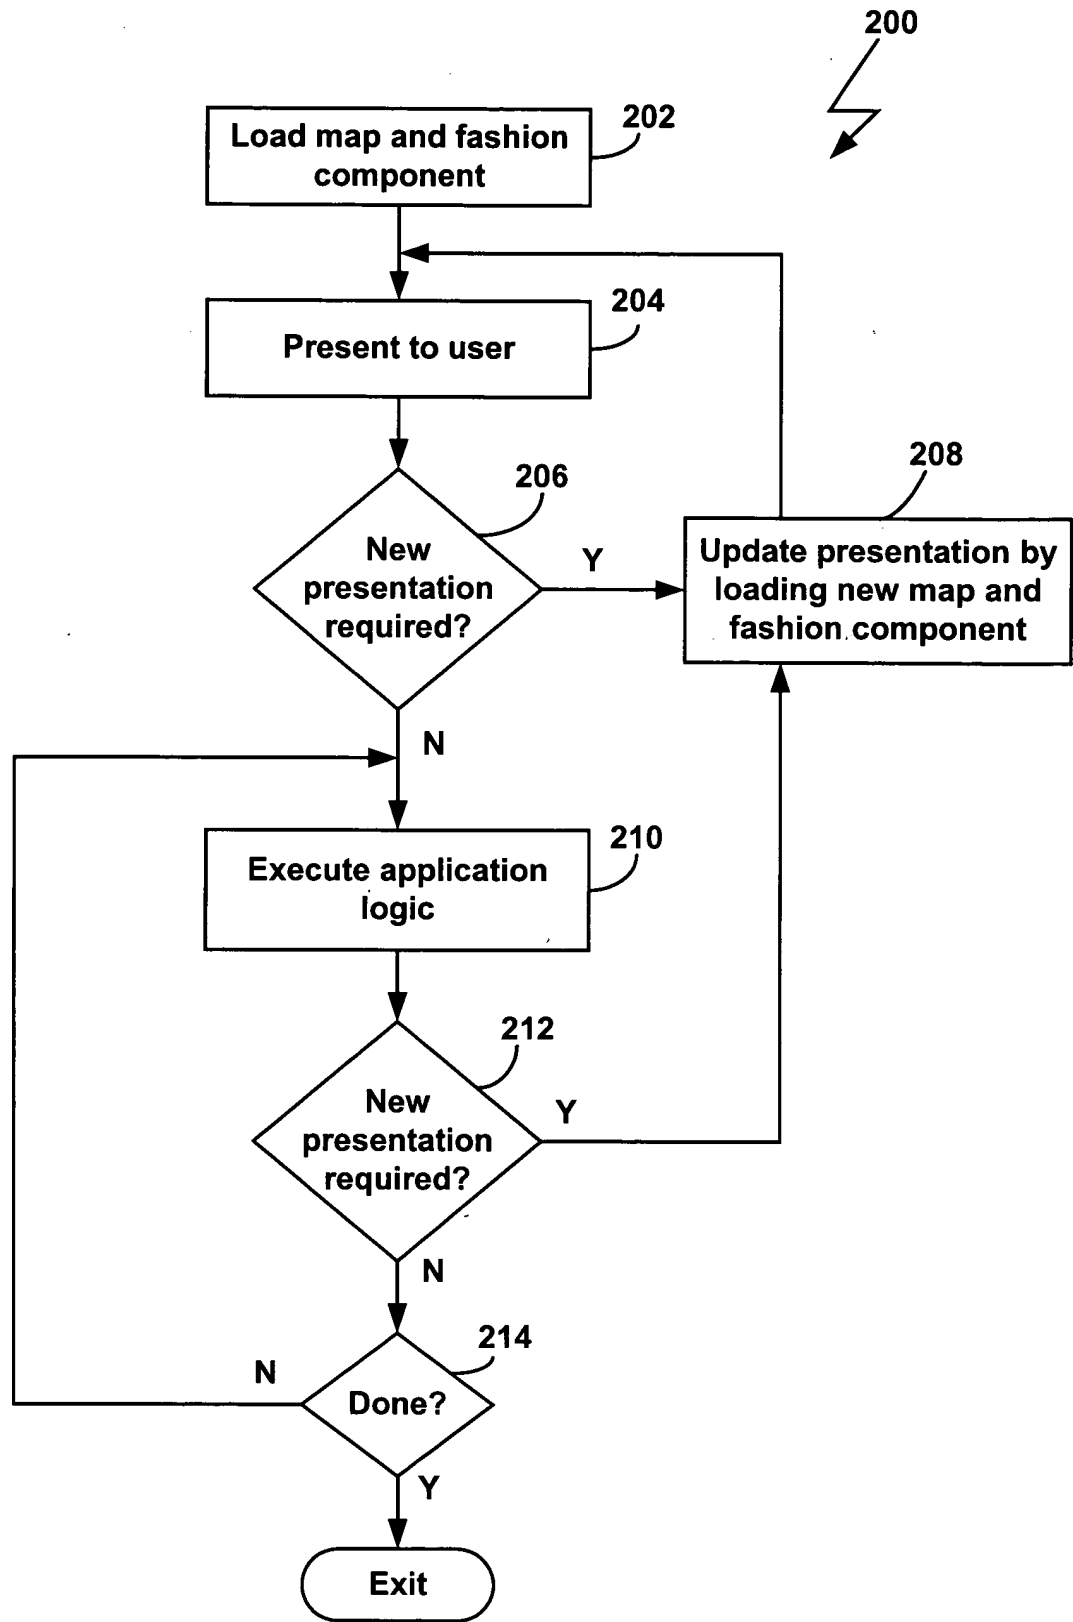 200
202
Load map and fashion
component
204
Present to user
206
208
New
presentation
required?
Y
Update presentation by
loading new map and
fashion component
N
210
Execute application
logic
212
New
presentation
required?
Y
N
214
N
Done?
Y
Exit